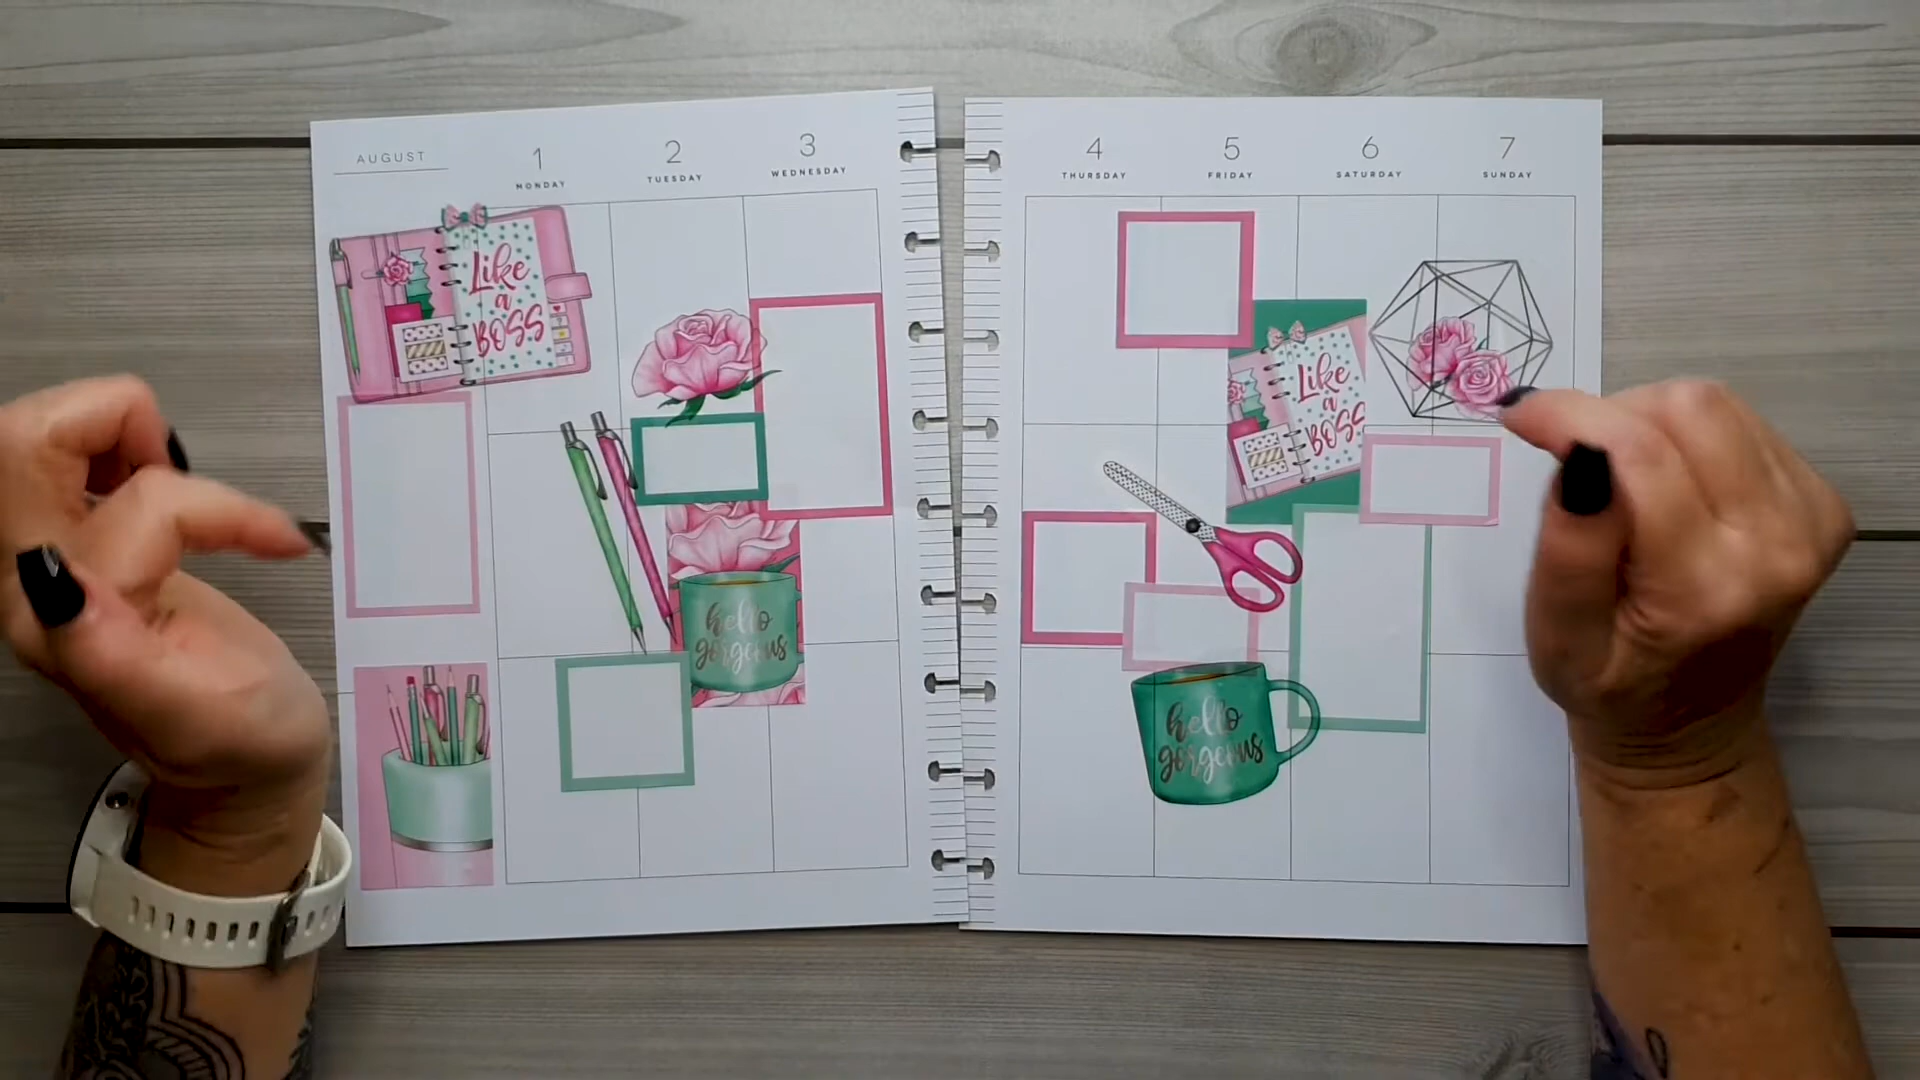 AUGUST
1
MONDAY
2
TUESDAY
3
WEDNESDAY
4
THURSDAY
5
FRIDAY
6
SATURDAY
7
SUNDAY
Like
a
BOSS
hello
gorgeous
Like
a
BOSS
hello
gorgeous